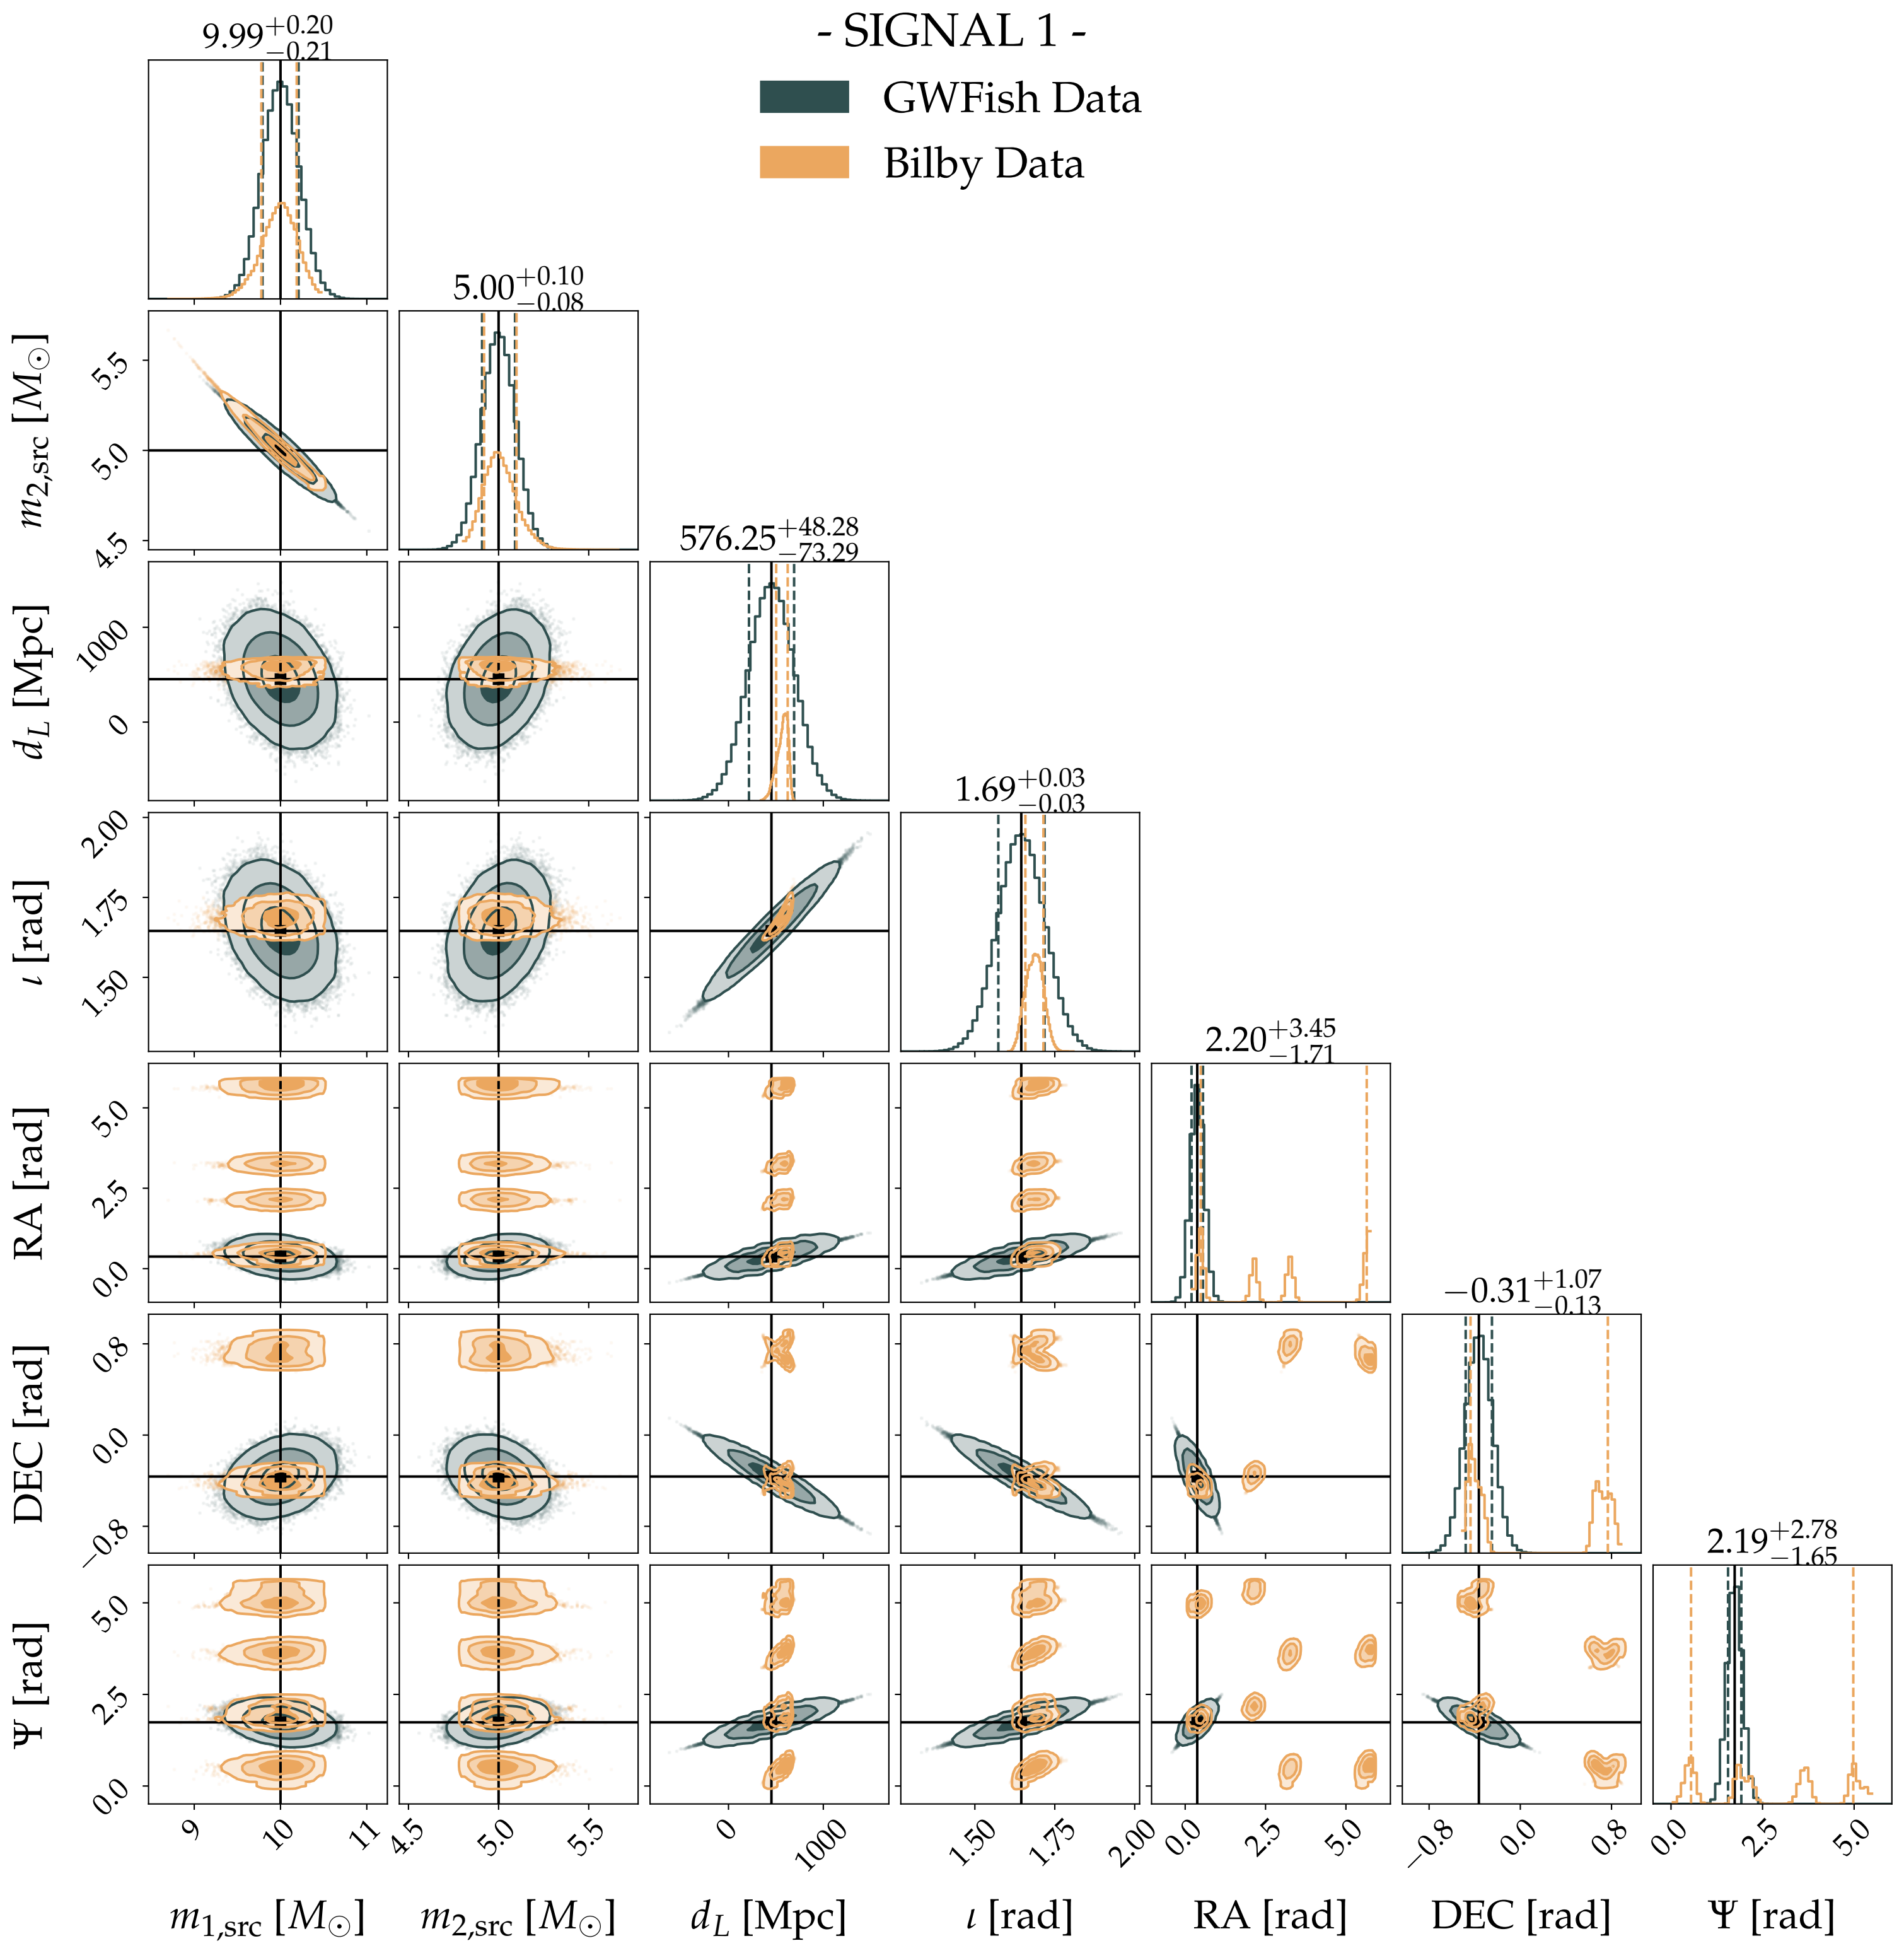 - SIGNAL 1 -
GWFish Data
Bilby Data
9.99+0.20−0.21
5.00+0.10−0.08
m2,src [M⊙]
5.5
5.0
4.5
576.25+48.28−73.29
dL [Mpc]
1000
0
1.69+0.03−0.03
ι [rad]
2.00
1.75
1.50
2.20+3.45−1.71
RA [rad]
5.0
2.5
0.0
−0.31+1.07−0.13
DEC [rad]
0.8
0.0
−0.8
2.19+2.78−1.65
Ψ [rad]
5.0
2.5
0.0
9 10 11 4.5 5.0 5.5 0 1000 1.50 1.75 2.00 0.0 2.5 5.0 −0.8 0.0 0.8 0.0 2.5 5.0
m1,src [M⊙] m2,src [M⊙] dL [Mpc] ι [rad] RA [rad] DEC [rad] Ψ [rad]